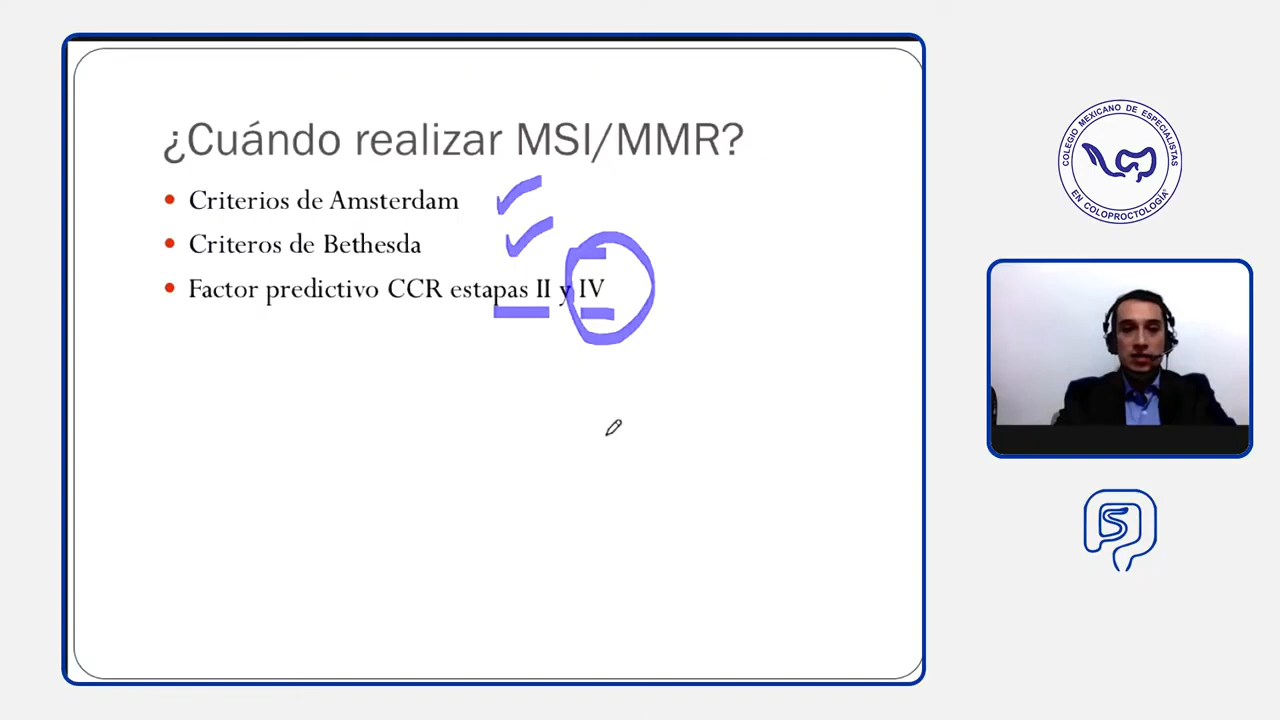 ¿Cuándo realizar MSI/MMR?
• Criterios de Amsterdam
• Criteros de Bethesda
• Factor predictivo CCR estapas II y IV
COLEGIO MEXICANO DE ESPECIALISTAS
EN COLOPROCTOLOGÍA